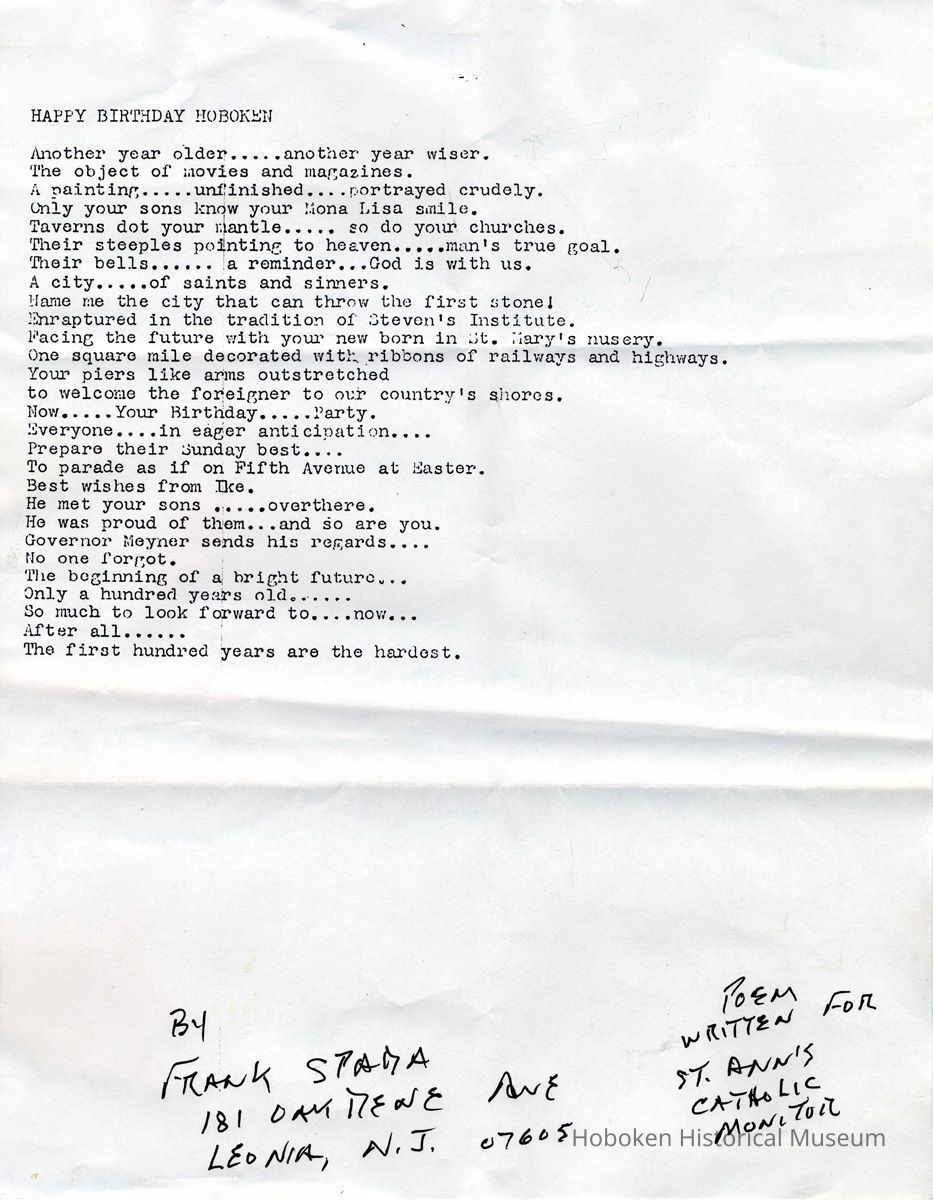 HAPPY BIRTHDAY HOBOKEN
Another year older.....another year wiser.
The object of movies and magazines.
A painting.....unfinished....portrayed crudely.
Only your sons know your Mona Lisa smile.
Taverns dot your mantle..... so do your churches.
Their steeples pointing to heaven.....man's true goal.
Their bells...... a reminder...God is with us.
A city.....of saints and sinners.
Name me the city that can throw the first stone!
Enraptured in the tradition of Steven's Institute.
Facing the future with your new born in St. Mary's nusery.
One square mile decorated with ribbons of railways and highways.
Your piers like arms outstretched
to welcome the foreigner to our country's shores.
Now.....Your Birthday.....Party.
Everyone....in eager anticipation....
Prepare their Sunday best....
To parade as if on Fifth Avenue at Easter.
Best wishes from Ike.
He met your sons .....overthere.
He was proud of them...and so are you.
Governor Meyner sends his regards....
No one forgot.
The beginning of a bright future...
Only a hundred years old......
So much to look forward to....now...
After all......
The first hundred years are the hardest.
BY
FRANK
181 AVE
LEONIA, N.J. 07605
POEM
WRITTEN FOR
ST. ANN'S
CATHOLIC
MONITOR
Hoboken Historical Museum